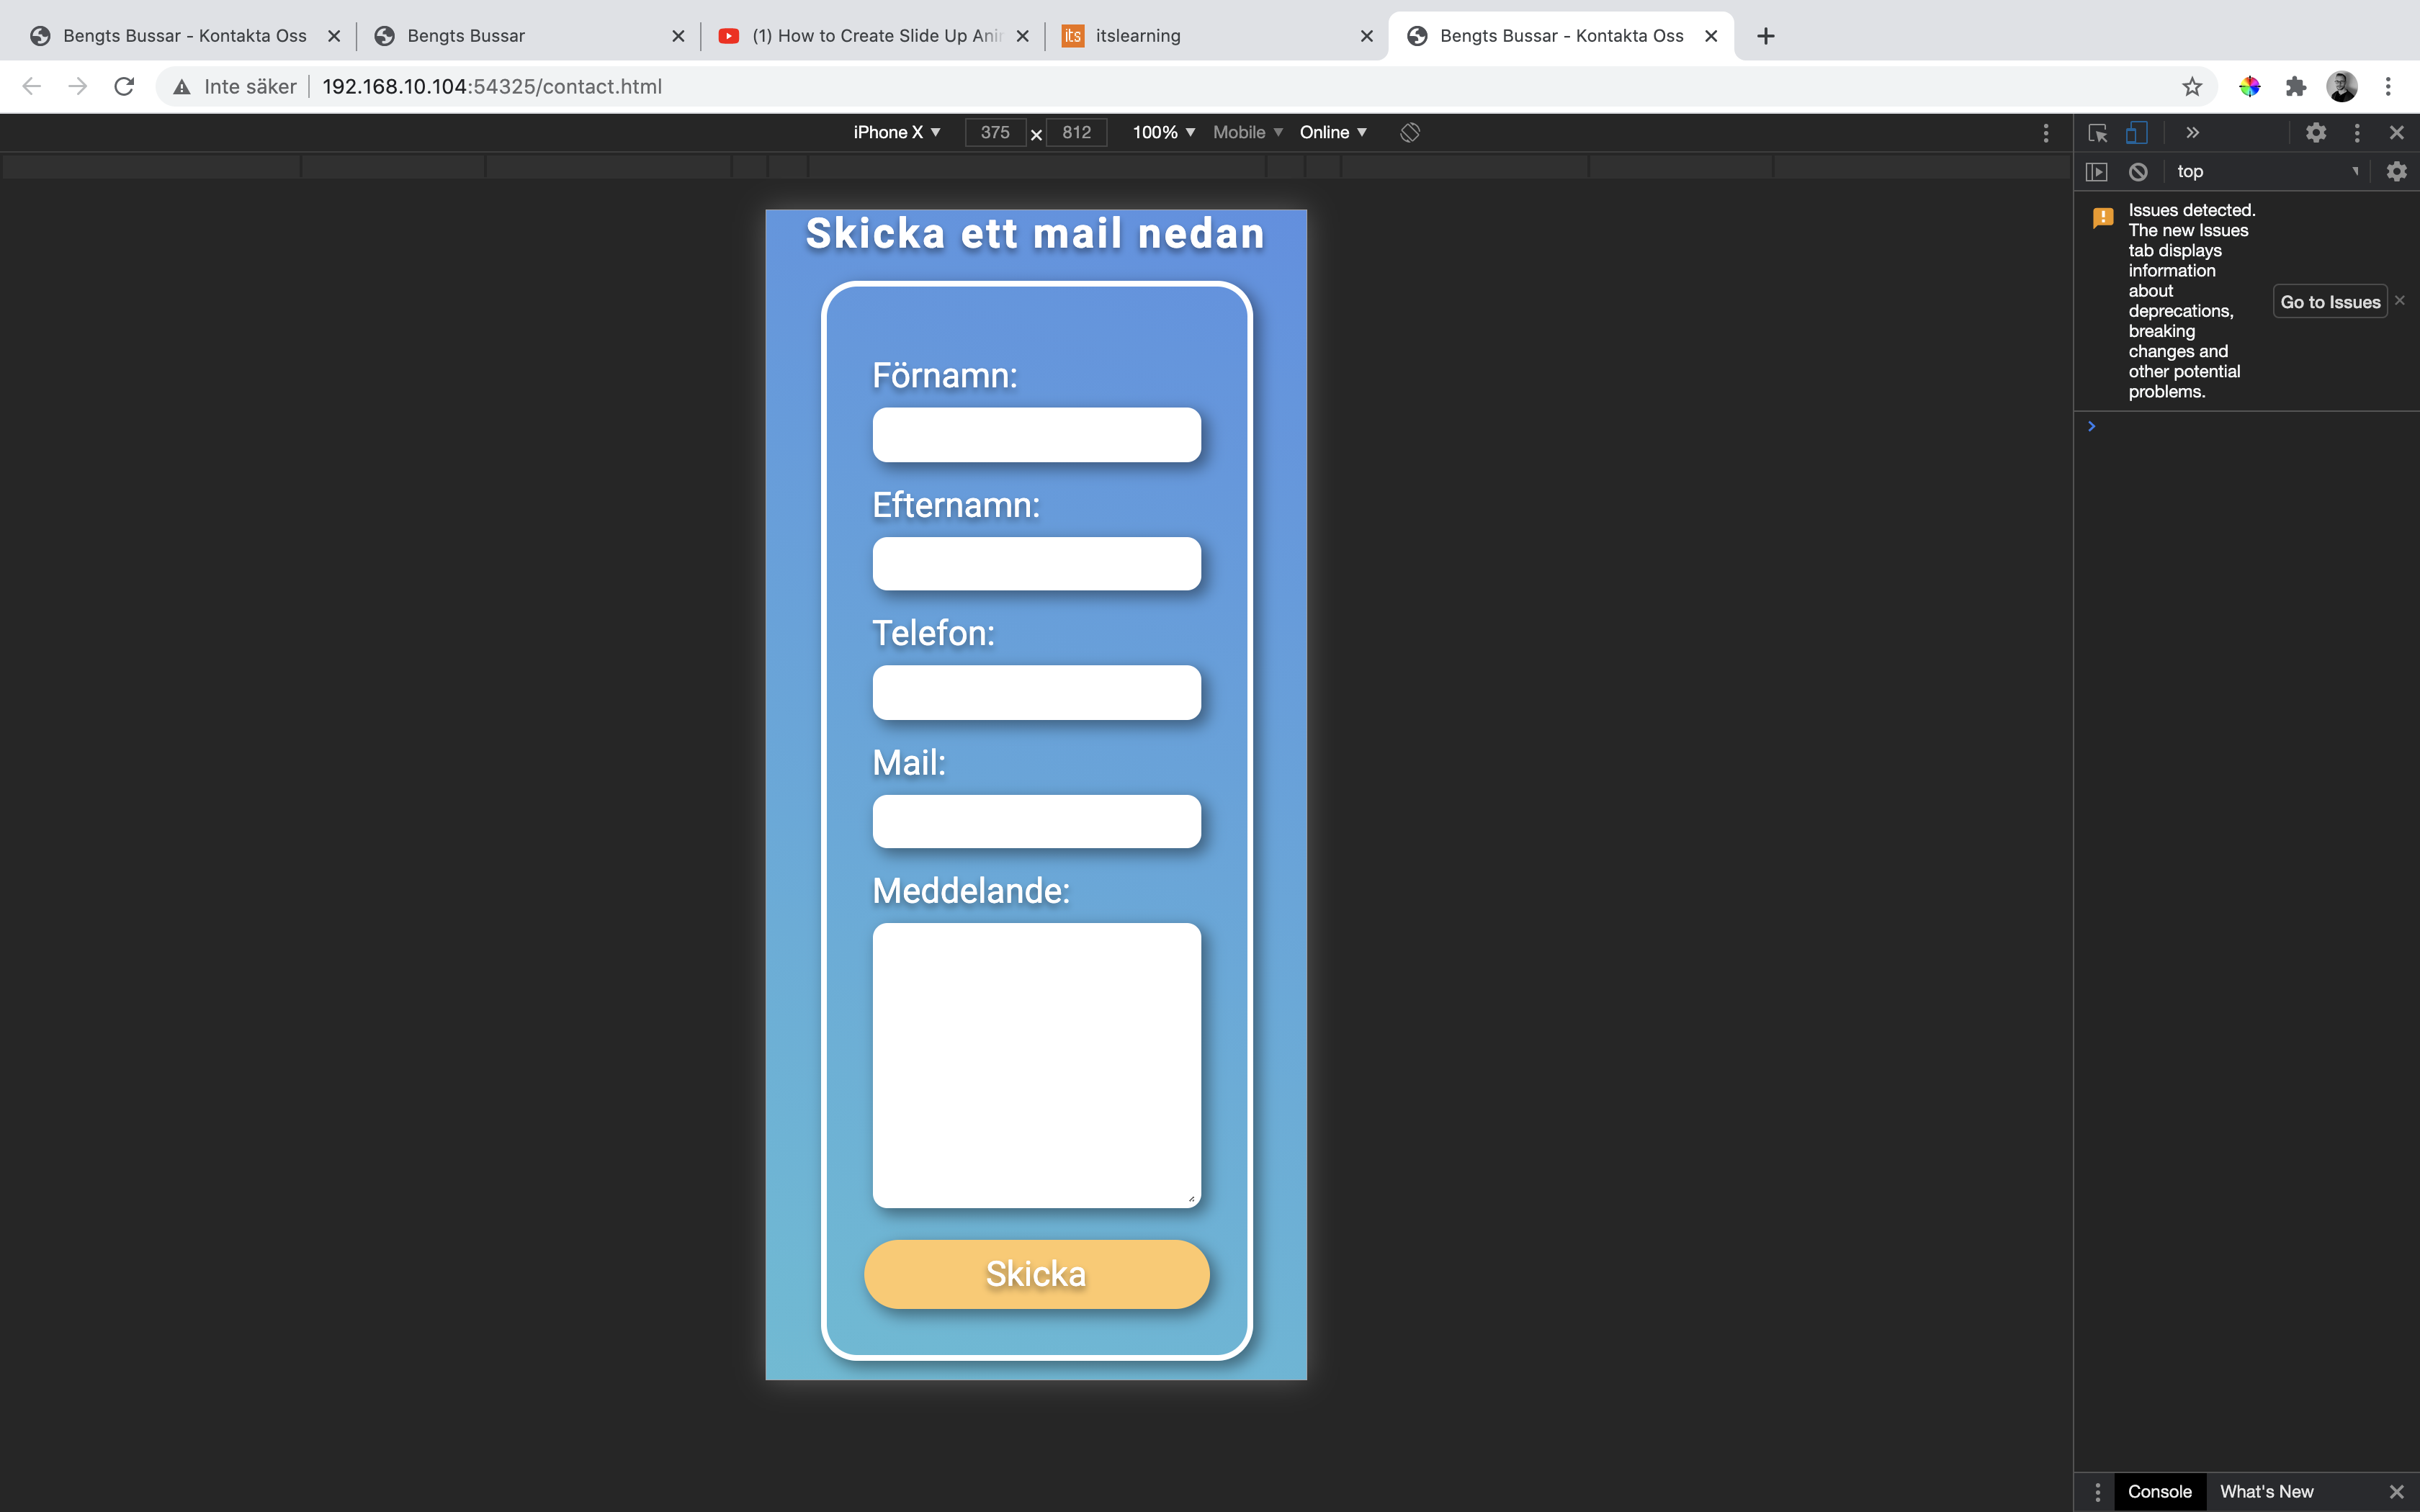 Bengts Bussar - Kontakta Oss
Bengts Bussar
(1) How to Create Slide Up Anin
its itslearning
Bengts Bussar - Kontakta Oss
Inte säker
192.168.10.104:54325/contact.html
iPhone X ▼ 375 × 812 100% ▼ Mobile ▼ Online ▼
top
Issues detected.
The new Issues
tab displays
information
about
deprecations,
breaking
changes and
other potential
problems.
Go to Issues
Skicka ett mail nedan
Förnamn:
Efternamn:
Telefon:
Mail:
Meddelande:
Skicka
Console
What's New